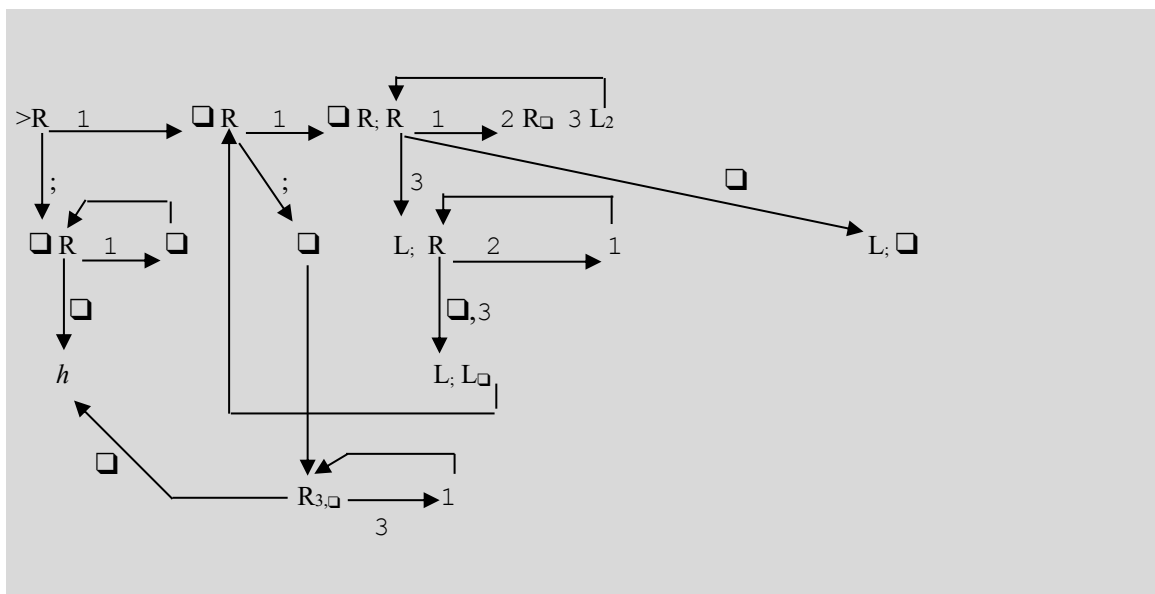 >R 1 ❑ R 1 ❑ R; R 1 2 R❑ 3 L2
; ; 3 ❑
❑ R 1 ❑ ❑ L; R 2 1 L; ❑
❑ ❑,3
h L; L❑
❑
R3,❑ 1
3